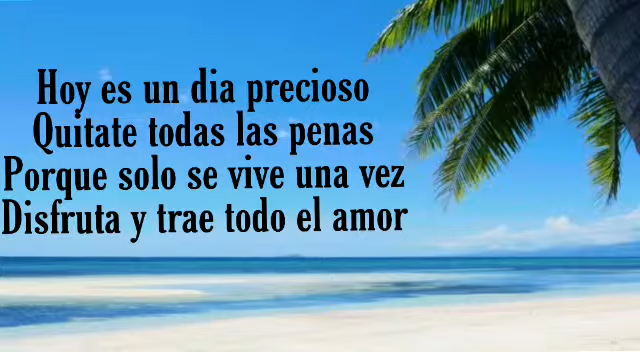 Hoy es un dia precioso
Quitate todas las penas
Porque solo se vive una vez
Disfruta y trae todo el amor